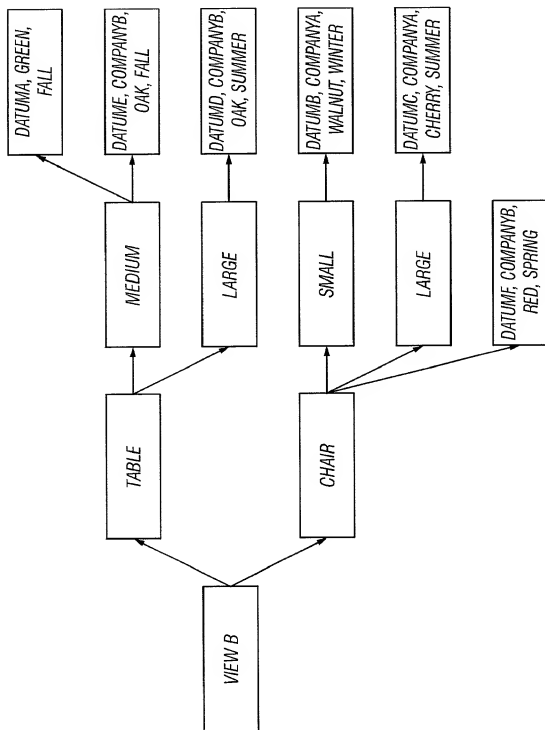 VIEW B
CHAIR
TABLE
DATUMF, COMPANYB,
RED, SPRING
LARGE
SMALL
LARGE
MEDIUM
DATUMC, COMPANYA,
CHERRY, SUMMER
DATUMB, COMPANYA,
WALNUT, WINTER
DATUMD, COMPANYB,
OAK, SUMMER
DATUME, COMPANYB,
OAK, FALL
DATUMA, GREEN,
FALL